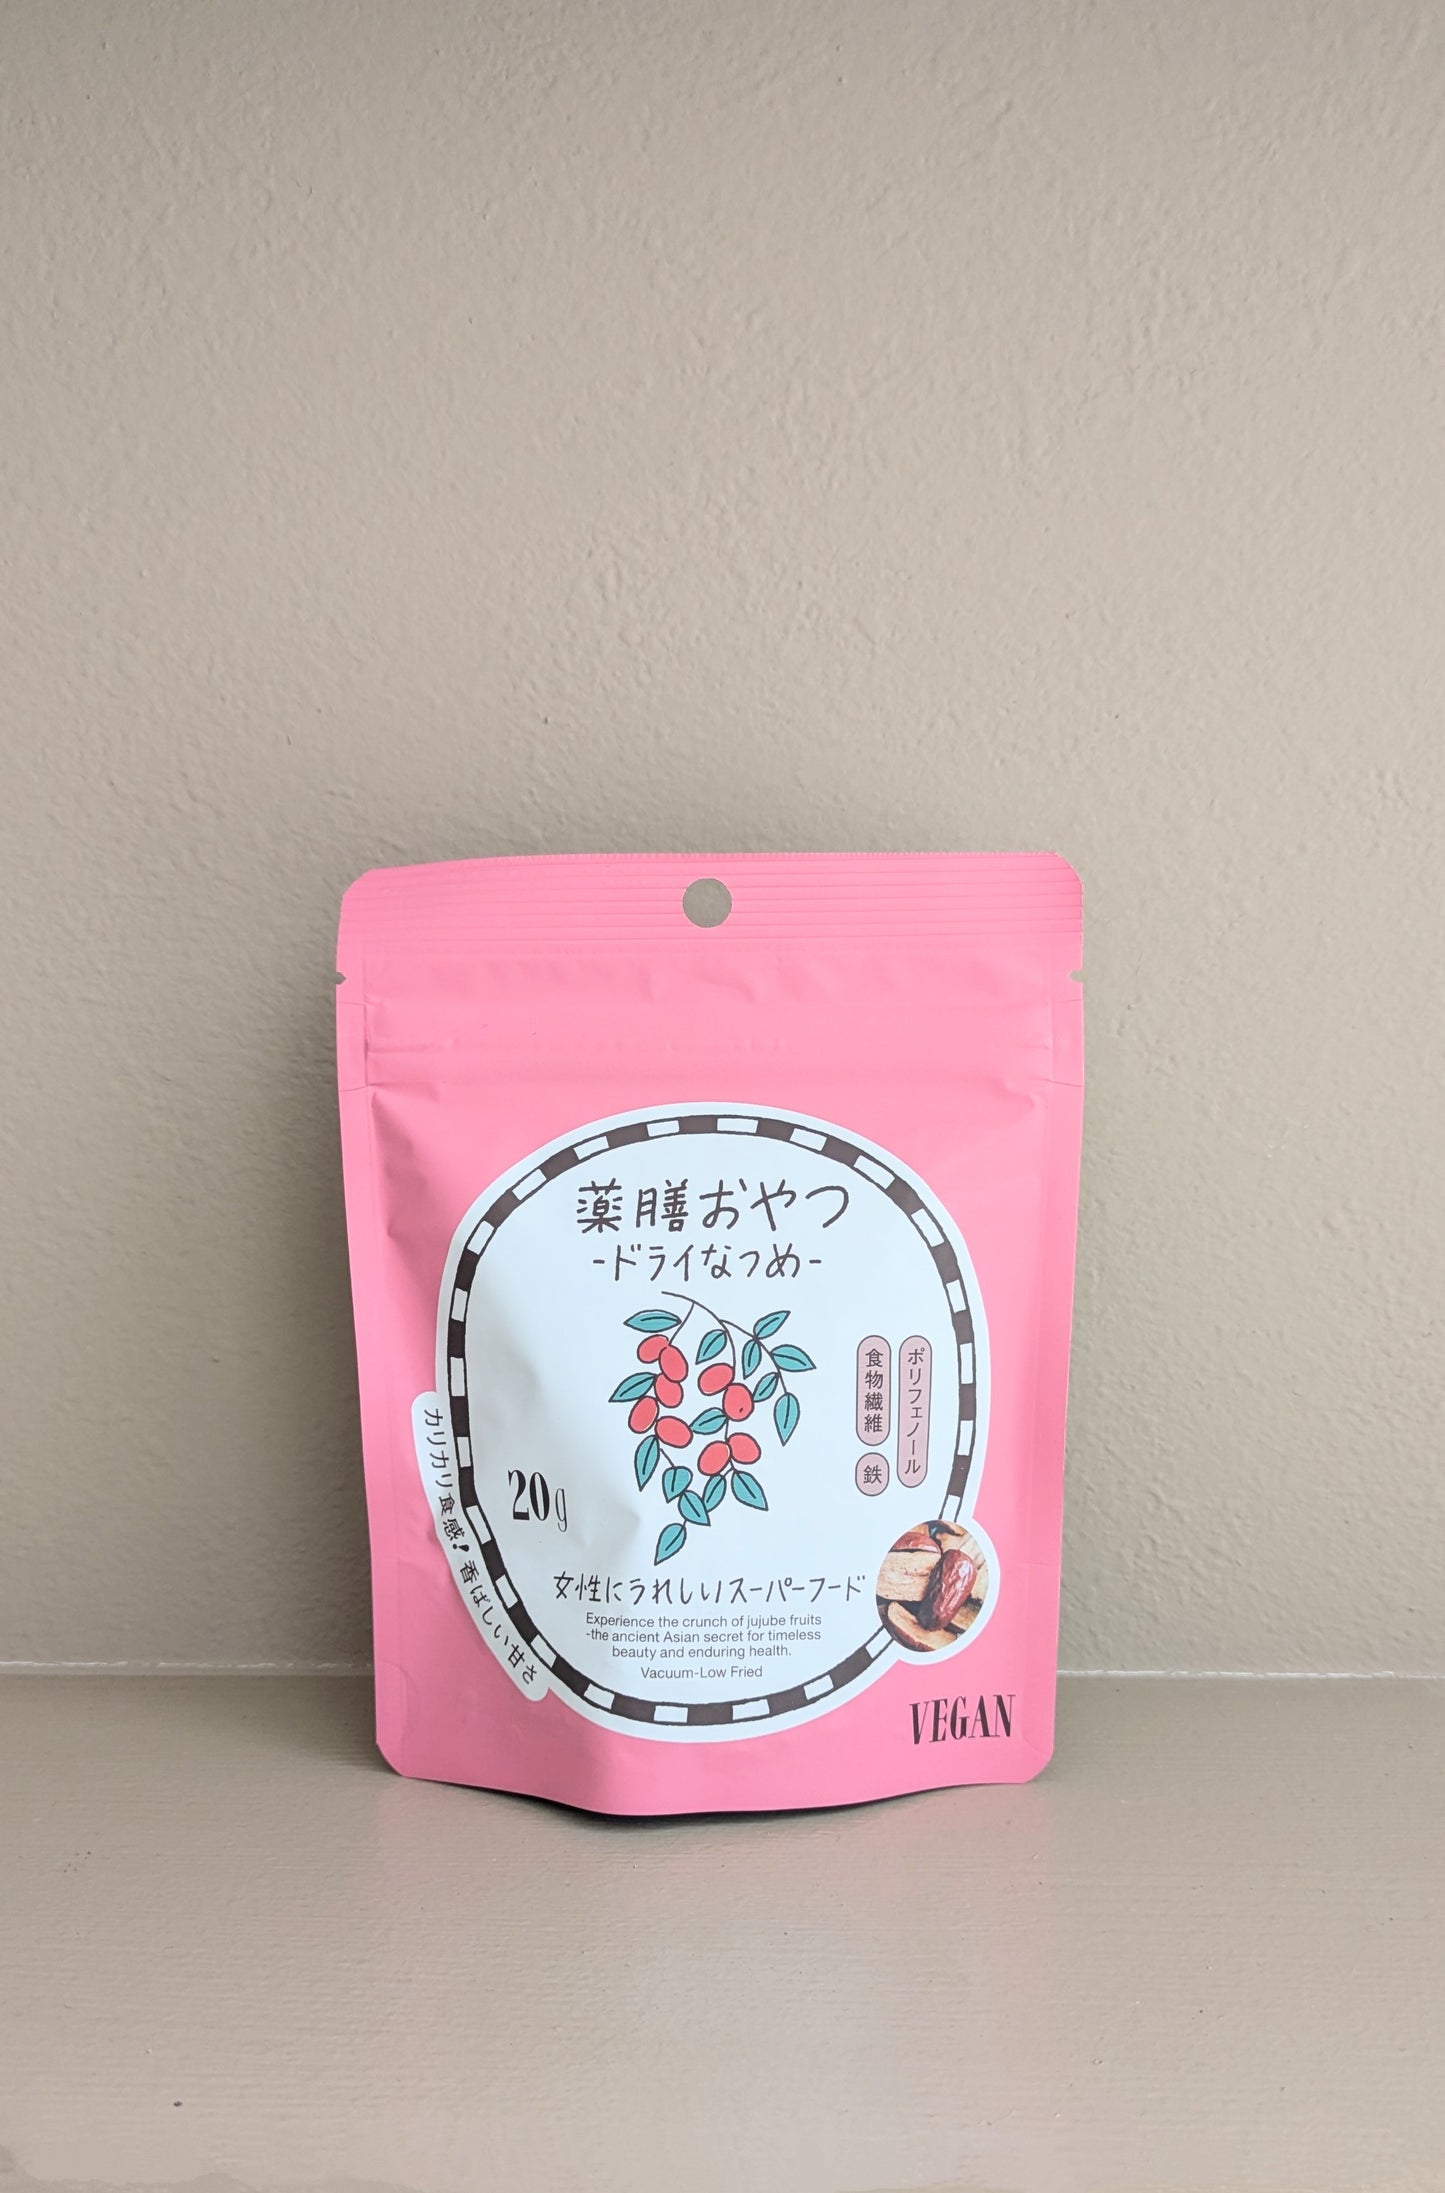 薬膳おやつ
-ドライなつめ-
ポリフェノール
食物繊維
鉄
20g
カリカリ食感! 香ばしい甘さ
女性にうれしいスーパーフード
Experience the crunch of jujube fruits
-the ancient Asian secret for timeless
beauty and enduring health.
Vacuum-Low Fried
VEGAN